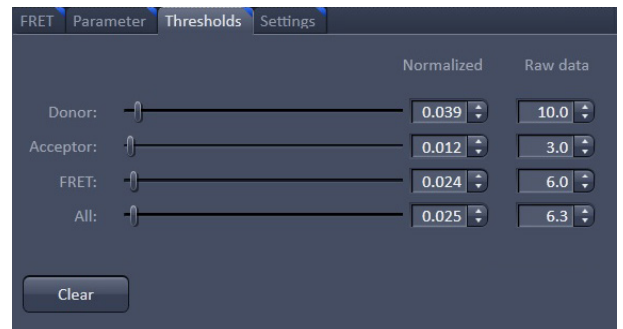 FRET Parameter Thresholds Settings
Normalized Raw data
Donor: 0.039 10.0
Acceptor: 0.012 3.0
FRET: 0.024 6.0
All: 0.025 6.3
Clear